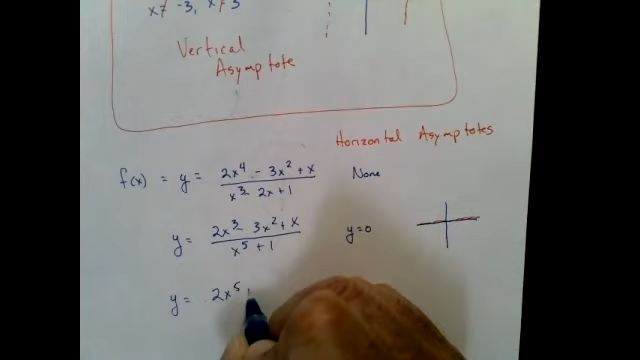 x ≠ -3, x ≠ 3
Vertical
Asymptote
Horizontal Asymptotes
f(x) = y = (2x⁴ - 3x² + x)/(x³ - 2x + 1) None
y = (2x³ - 3x² + x)/(x⁵ + 1) y = 0
y = 2x⁵